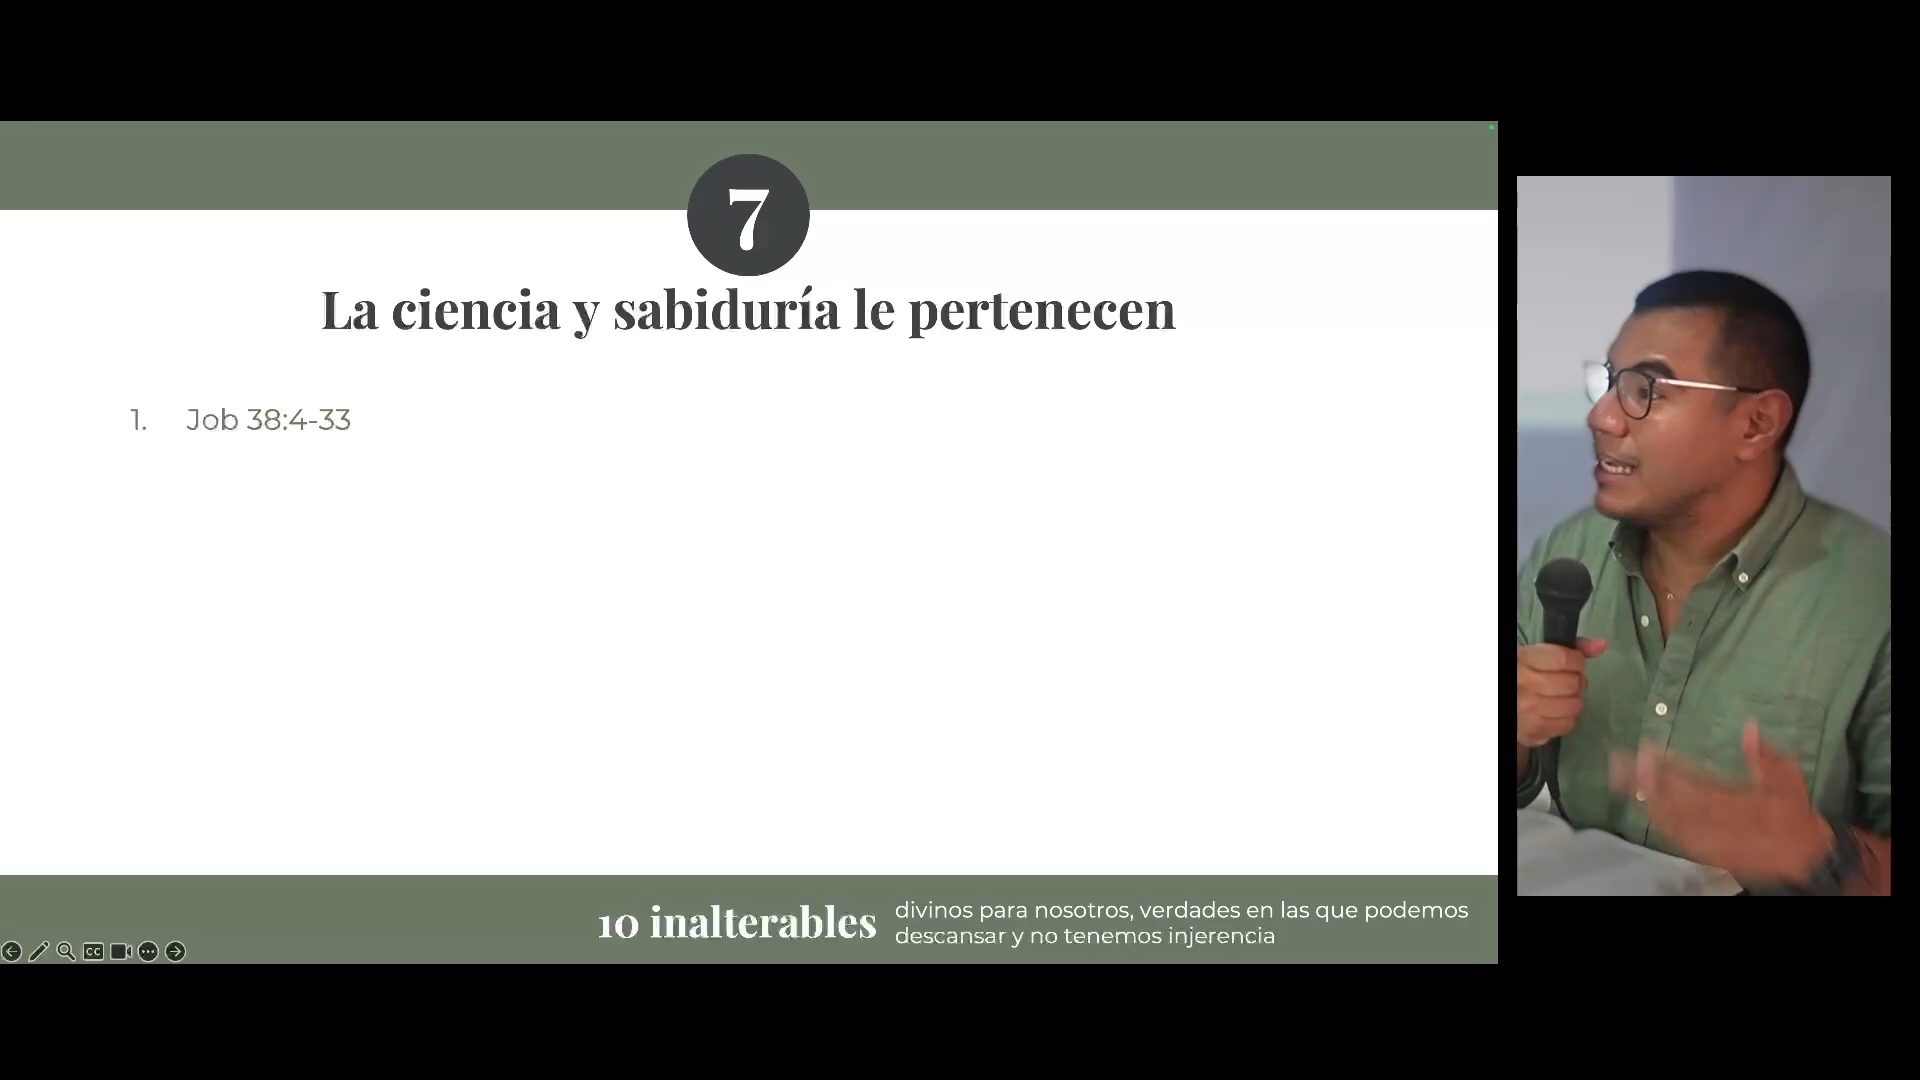 7
La ciencia y sabiduría le pertenecen
1. Job 38:4-33
10 inalterables
divinos para nosotros, verdades en las que podemos
descansar y no tenemos injerencia
CC